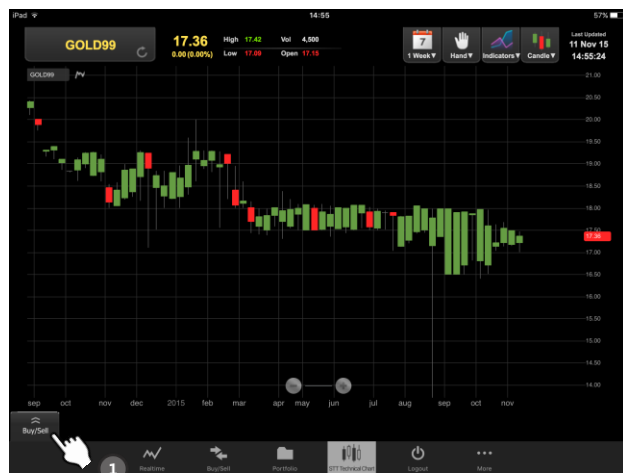 iPad 14:55 57%
GOLD99 17.36 High 17.42 Vol 4,500 7 Last Updated
0.00 (0.00%) Low 17.09 Open 17.15 11 Nov 15
1 Week▼ Hand▼ Indicators▼ Candle▼ 14:55:24
GOLD99 21.00
20.50
20.00
19.50
19.00
18.50
18.00
17.50
17.36
17.00
16.50
16.00
15.50
15.00
14.50
14.00
sep oct nov dec 2015 feb mar apr may jun jul aug sep oct nov
Buy/Sell
1 Realtime Buy/Sell Portfolio STT Technical Chart Logout More